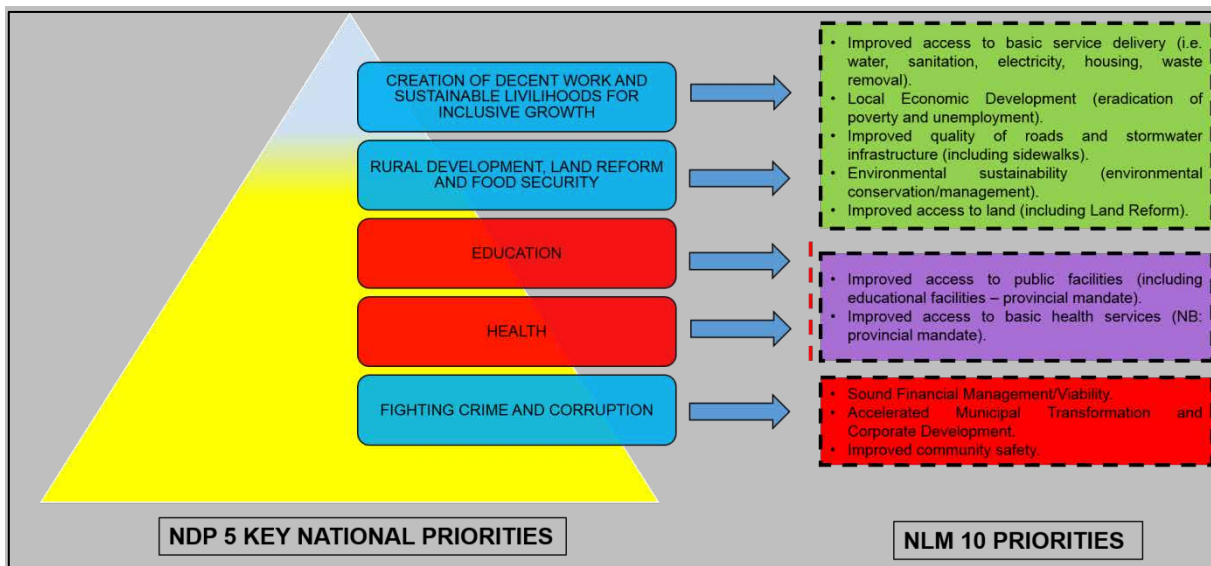 CREATION OF DECENT WORK AND
SUSTAINABLE LIVILIHOODS FOR
INCLUSIVE GROWTH
RURAL DEVELOPMENT, LAND REFORM
AND FOOD SECURITY
EDUCATION
HEALTH
FIGHTING CRIME AND CORRUPTION
NDP 5 KEY NATIONAL PRIORITIES
• Improved access to basic service delivery (i.e.
water, sanitation, electricity, housing, waste
removal).
• Local Economic Development (eradication of
poverty and unemployment).
• Improved quality of roads and stormwater
infrastructure (including sidewalks).
• Environmental sustainability (environmental
conservation/management).
• Improved access to land (including Land Reform).
• Improved access to public facilities (including
educational facilities – provincial mandate).
• Improved access to basic health services (NB:
provincial mandate).
• Sound Financial Management/Viability.
• Accelerated Municipal Transformation and
Corporate Development.
• Improved community safety.
NLM 10 PRIORITIES